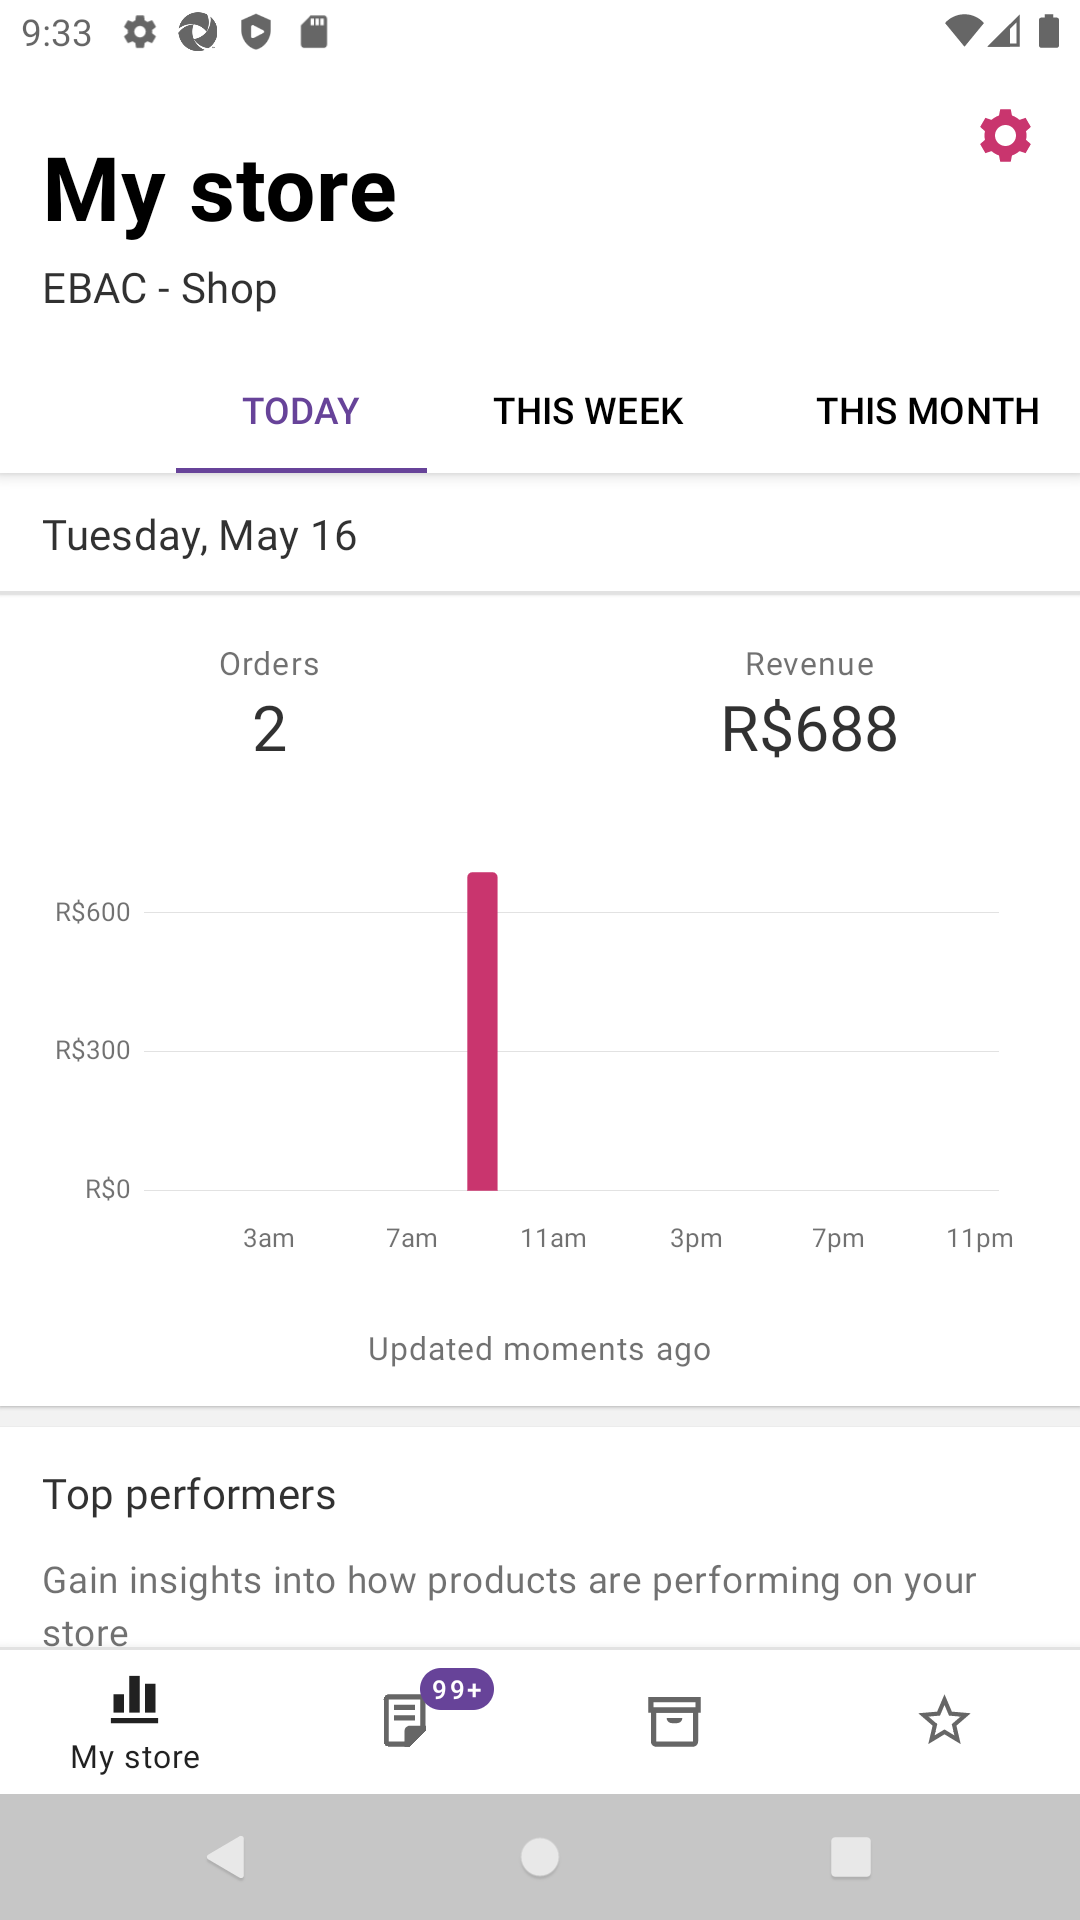 9:33
My store
EBAC - Shop
TODAY THIS WEEK THIS MONTH
Tuesday, May 16
Orders Revenue
2 R$688
R$600
R$300
R$0
3am 7am 11am 3pm 7pm 11pm
Updated moments ago
Top performers
Gain insights into how products are performing on your
store
99+
My store